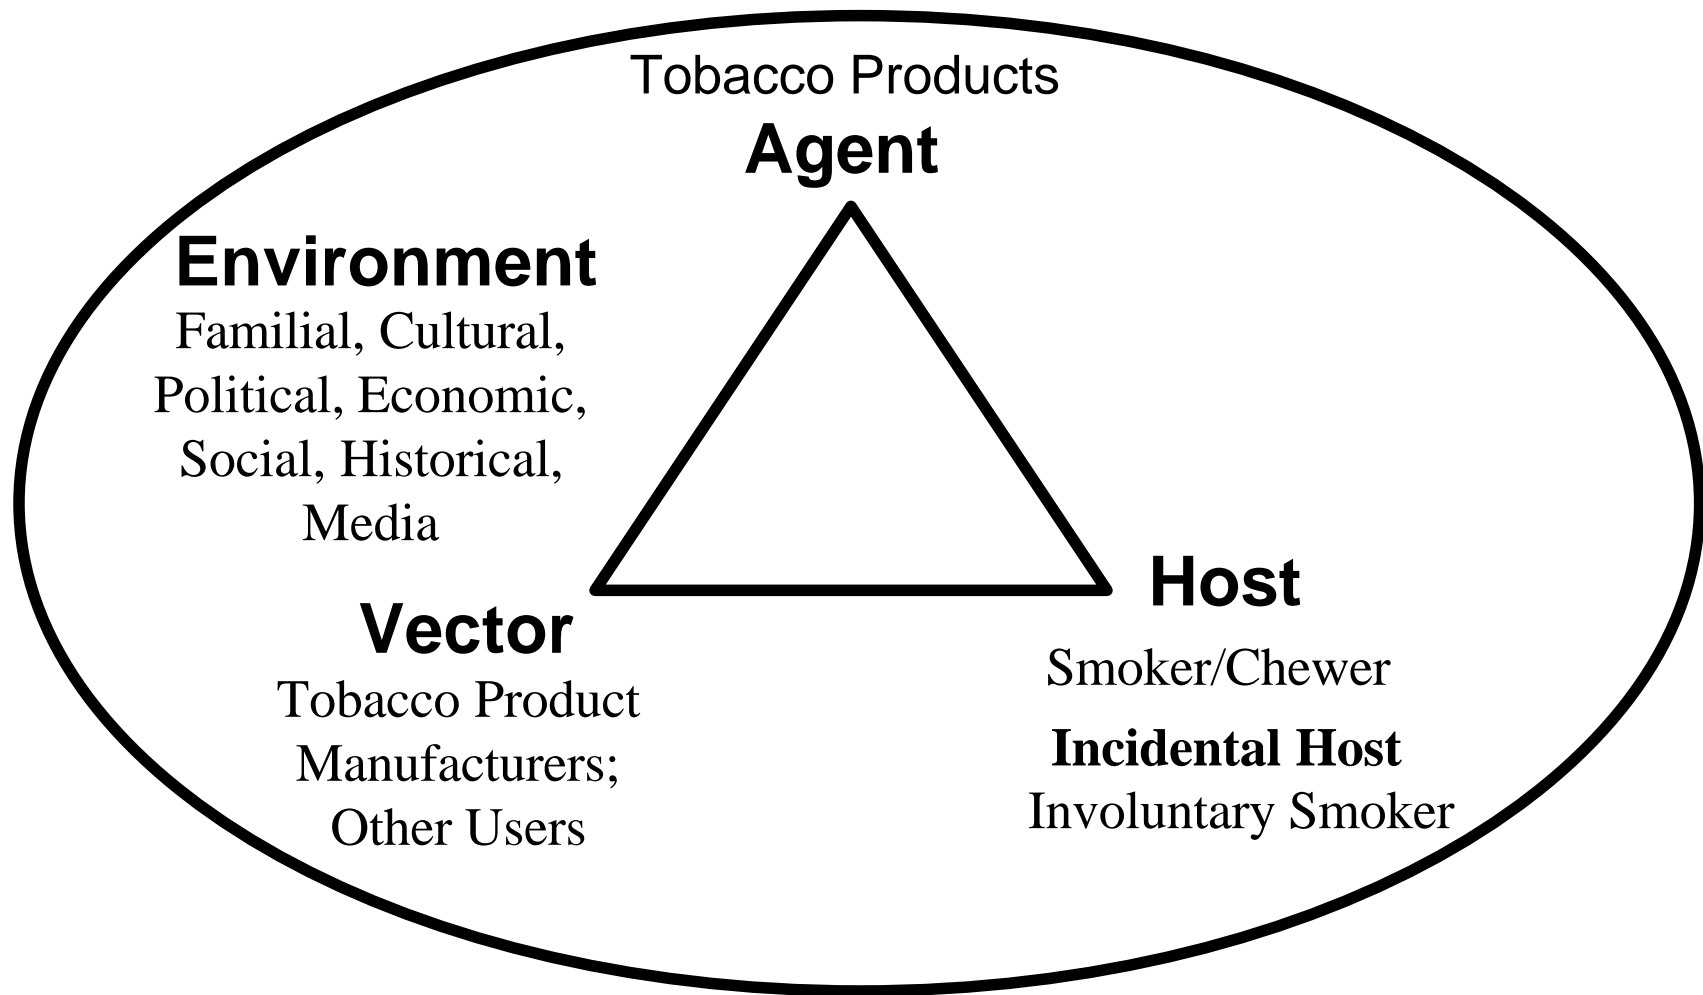 Tobacco Products
Agent
Environment
Familial, Cultural,
Political, Economic,
Social, Historical,
Media
Vector
Tobacco Product
Manufacturers;
Other Users
Host
Smoker/Chewer
Incidental Host
Involuntary Smoker